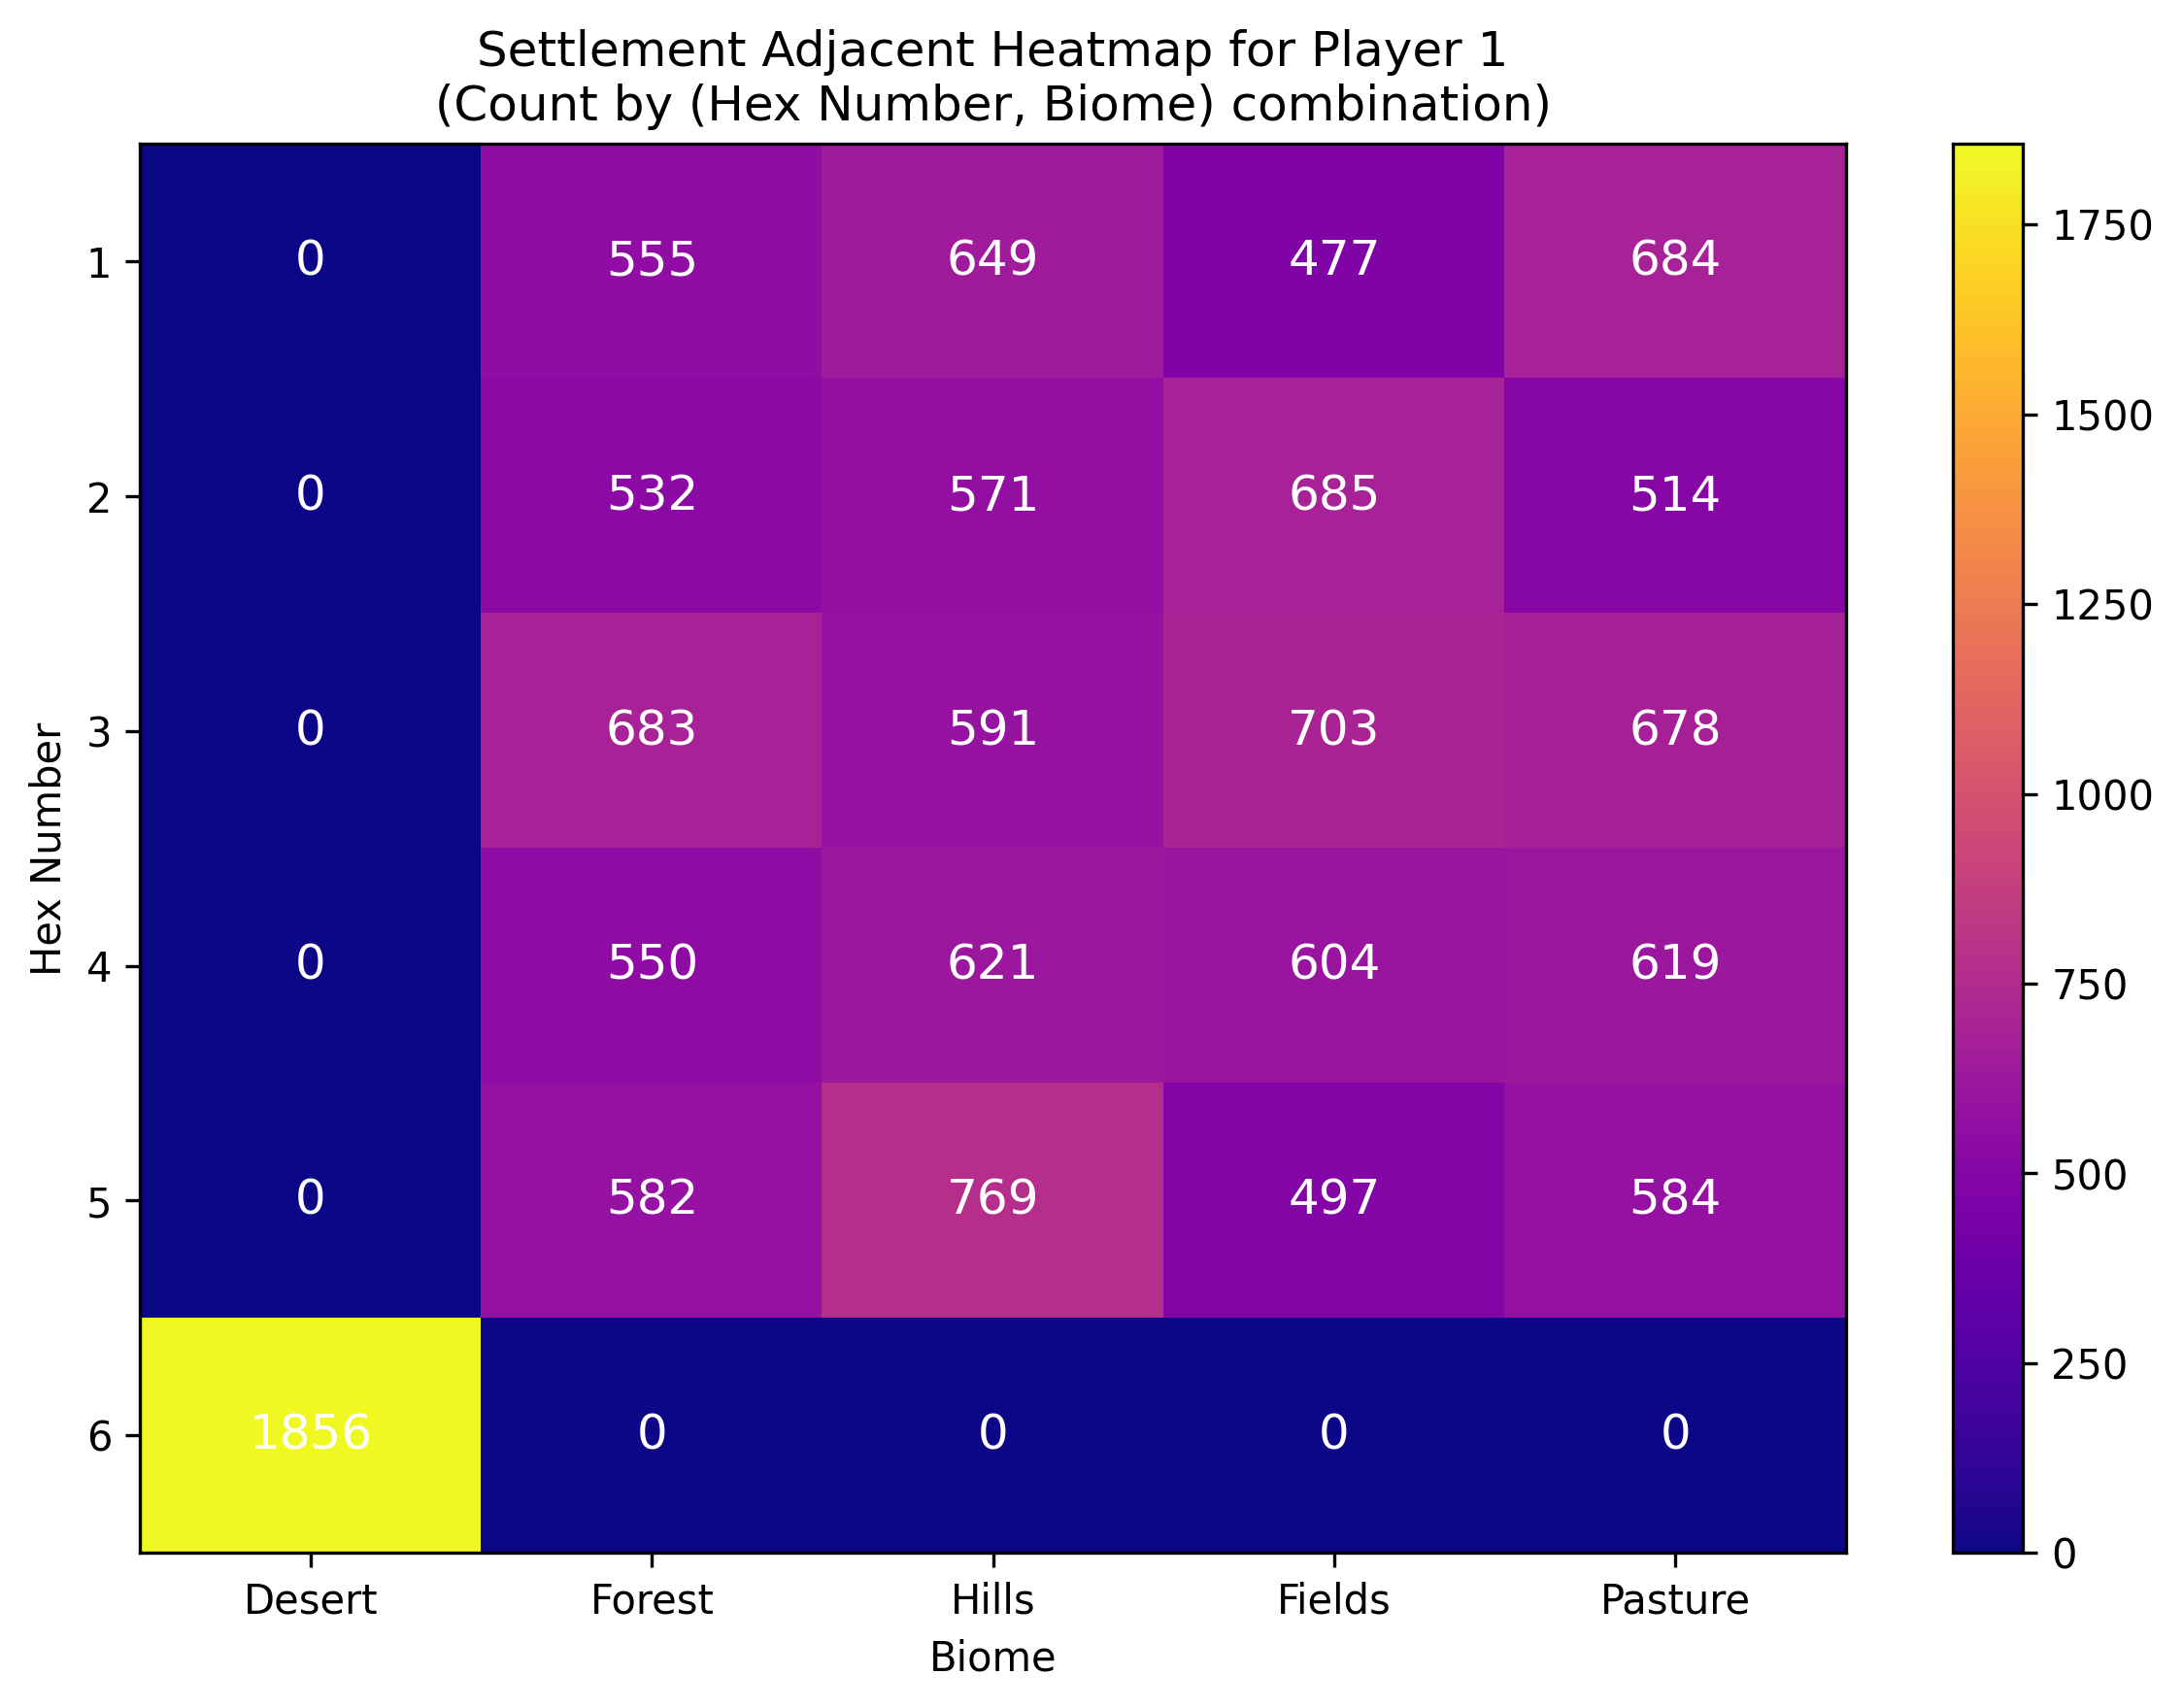 Settlement Adjacent Heatmap for Player 1
(Count by (Hex Number, Biome) combination)
1 0 555 649 477 684
2 0 532 571 685 514
3 0 683 591 703 678
4 0 550 621 604 619
5 0 582 769 497 584
6 1856 0 0 0 0
Hex Number
Desert Forest Hills Fields Pasture
Biome
1750
1500
1250
1000
750
500
250
0